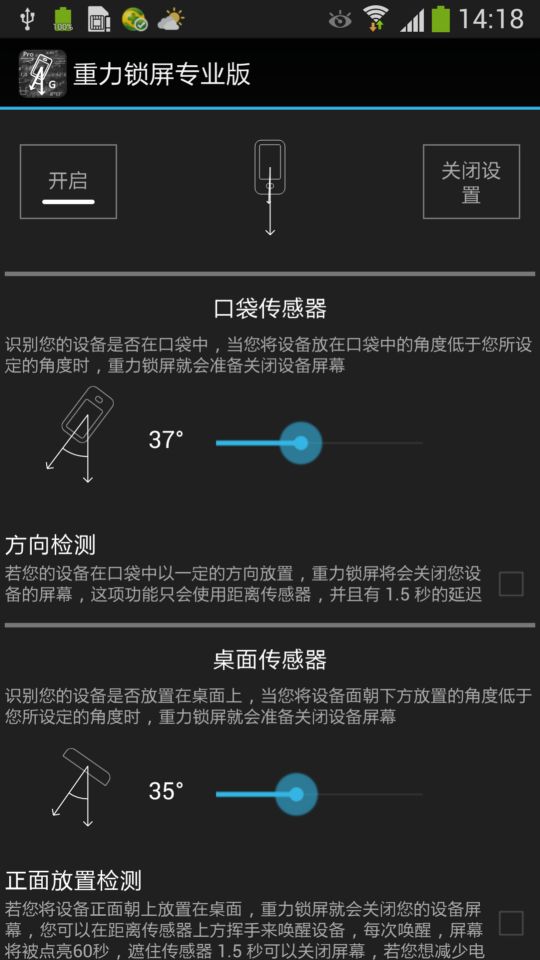 100%
14:18
Pro
G
重力锁屏专业版
开启
关闭设
置
口袋传感器
识别您的设备是否在口袋中，当您将设备放在口袋中的角度低于您所设
定的角度时，重力锁屏就会准备关闭设备屏幕
37°
方向检测
若您的设备在口袋中以一定的方向放置，重力锁屏将会关闭您设
备的屏幕，这项功能只会使用距离传感器，并且有 1.5 秒的延迟
桌面传感器
识别您的设备是否放置在桌面上，当您将设备面朝下方放置的角度低于
您所设定的角度时，重力锁屏就会准备关闭设备屏幕
35°
正面放置检测
若您将设备正面朝上放置在桌面，重力锁屏就会关闭您的设备屏
幕，您可以在距离传感器上方挥手来唤醒设备，每次唤醒，屏幕
将被点亮60秒，遮住传感器 1.5 秒可以关闭屏幕，若您想减少电